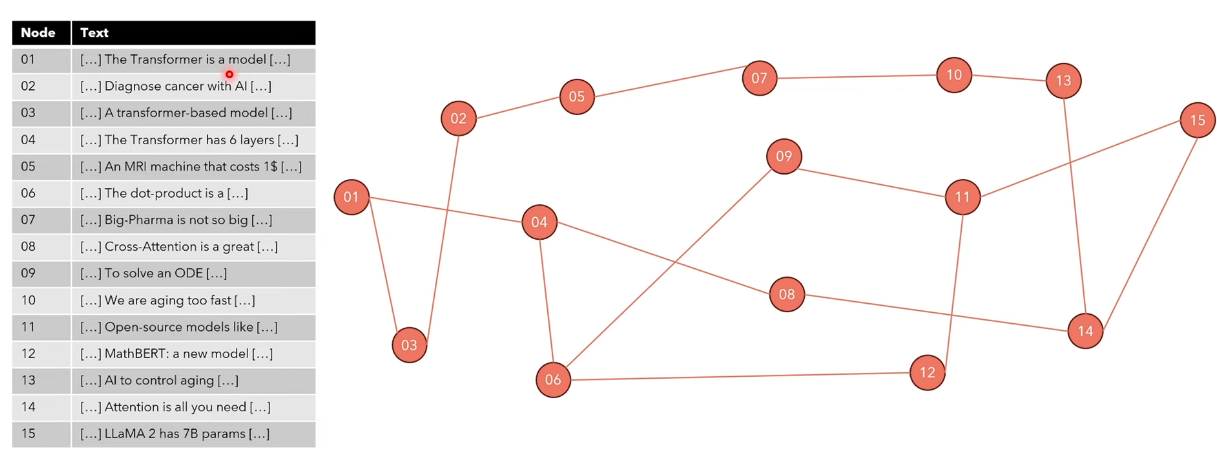 Node Text
01 [...] The Transformer is a model [...]
02 [...] Diagnose cancer with AI [...]
03 [...] A transformer-based model [...]
04 [...] The Transformer has 6 layers [...]
05 [...] An MRI machine that costs 1$ [...]
06 [...] The dot-product is a [...]
07 [...] Big-Pharma is not so big [...]
08 [...] Cross-Attention is a great [...]
09 [...] To solve an ODE [...]
10 [...] We are aging too fast [...]
11 [...] Open-source models like [...]
12 [...] MathBERT: a new model [...]
13 [...] AI to control aging [...]
14 [...] Attention is all you need [...]
15 [...] LLaMA 2 has 7B params [...]
01
02
03
04
05
06
07
08
09
10
11
12
13
14
15